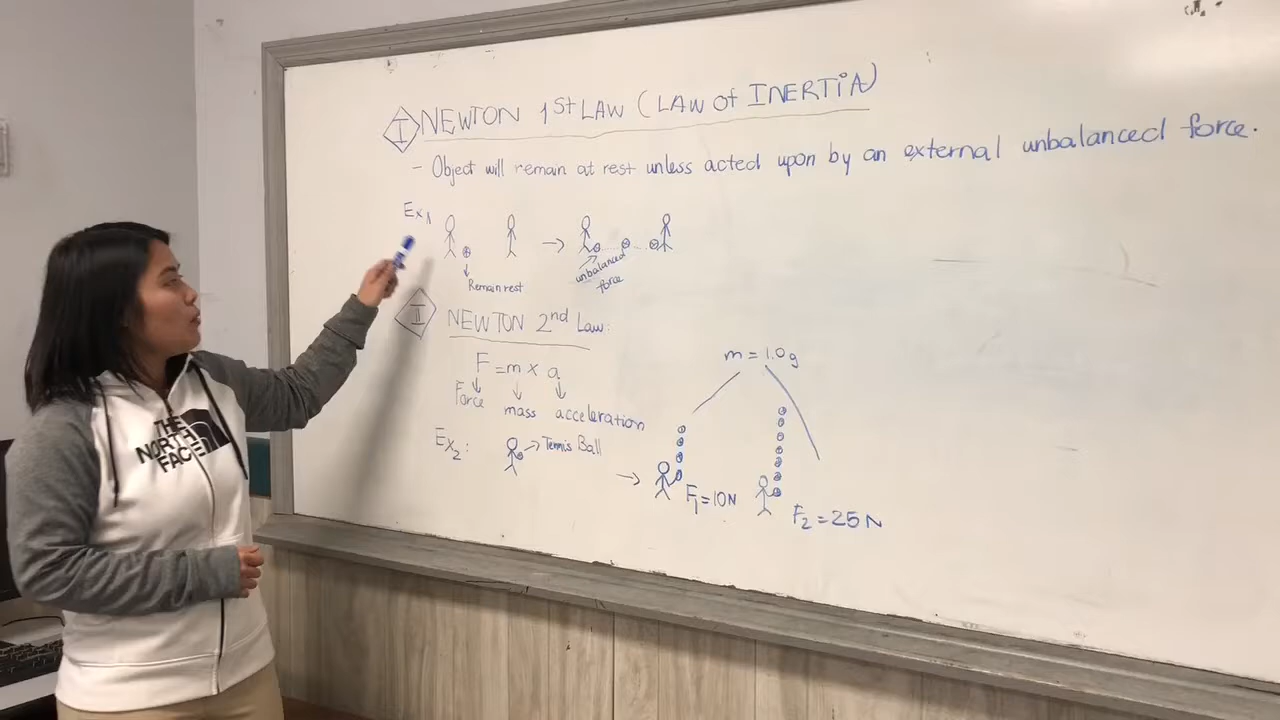 I NEWTON 1st LAW (LAW of INERTIA)
- Object will remain at rest unless acted upon by an external unbalanced force.
Ex1
Remain rest
→
unbalanced
force
II NEWTON 2nd Law:
F = m x a
Force mass acceleration
Ex2:
Tennis Ball
→
m = 1.0g
F1 = 10N
F2 = 25N
THE
NORTH
FACE